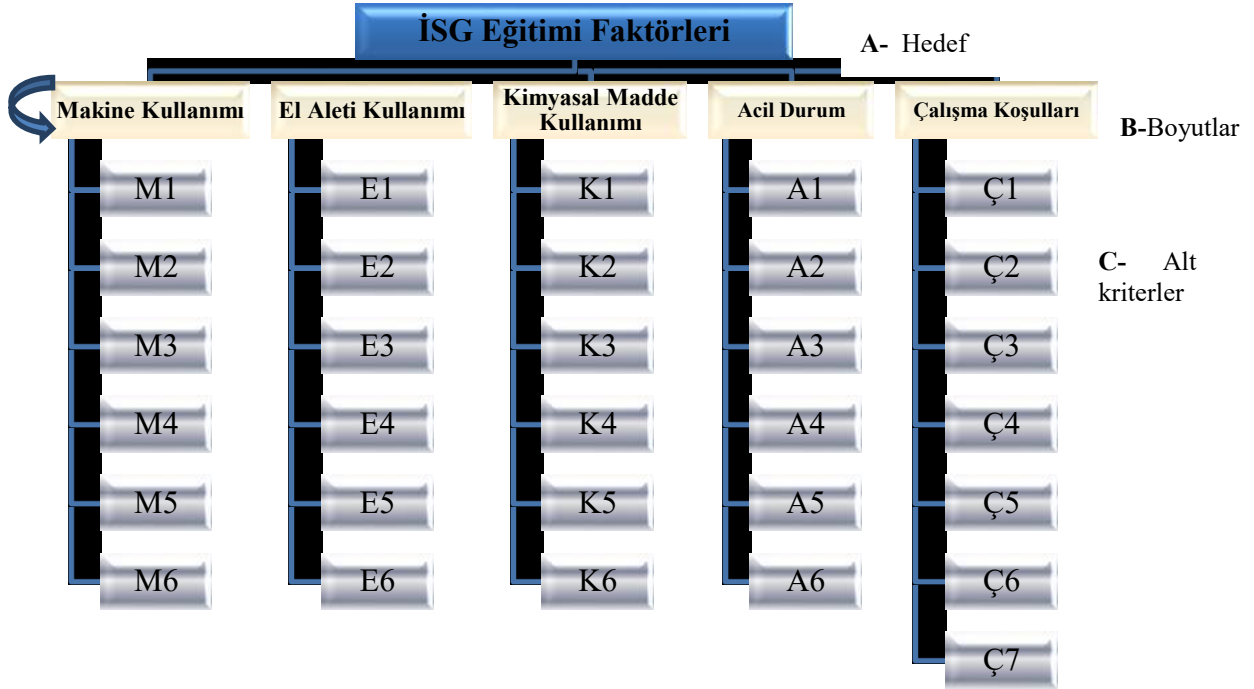 İSG Eğitimi Faktörleri
A- Hedef
Makine Kullanımı
El Aleti Kullanımı
Kimyasal Madde
Kullanımı
Acil Durum
Çalışma Koşulları
B-Boyutlar
M1
E1
K1
A1
Ç1
M2
E2
K2
A2
Ç2
C- Alt
kriterler
M3
E3
K3
A3
Ç3
M4
E4
K4
A4
Ç4
M5
E5
K5
A5
Ç5
M6
E6
K6
A6
Ç6
Ç7